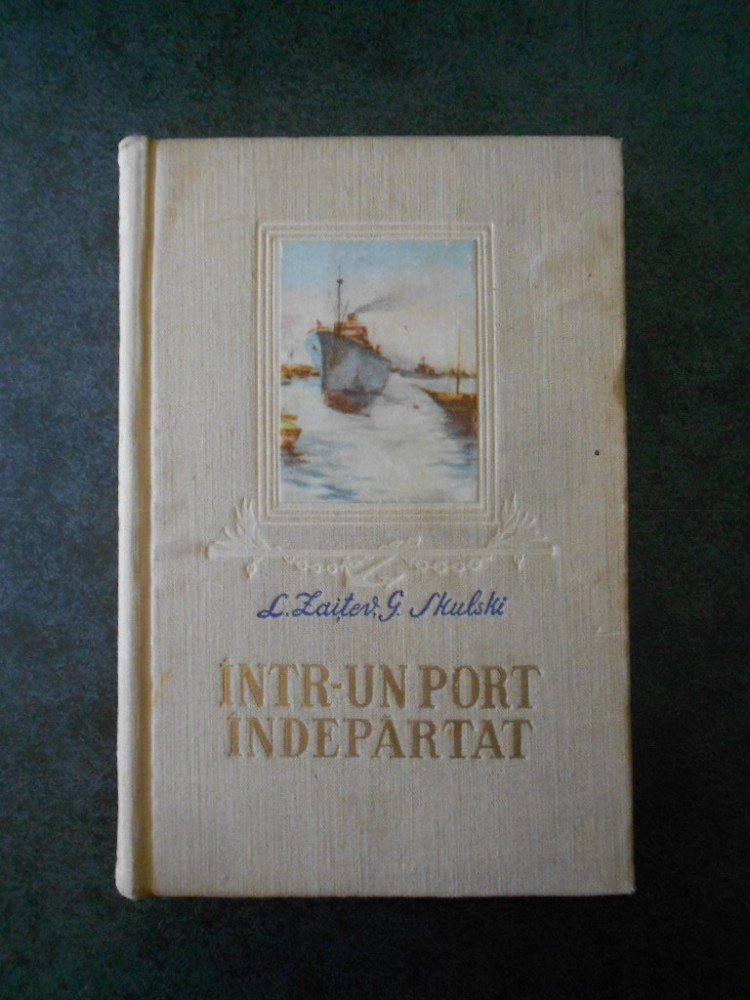 L. Zaițev, G. Skulski
ÎNTR-UN PORT
ÎNDEPĂRTAT